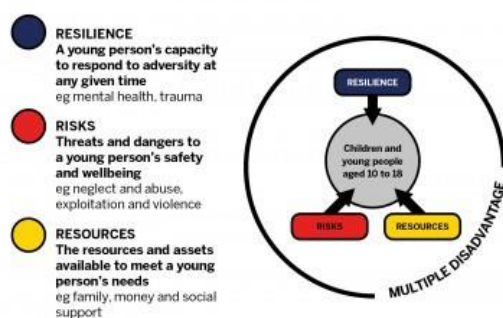 RESILIENCE
A young person's capacity
to respond to adversity at
any given time
eg mental health, trauma
RISKS
Threats and dangers to
a young person's safety
and wellbeing
eg neglect and abuse,
exploitation and violence
RESOURCES
The resources and assets
available to meet a young
person's needs
eg family, money and social
support
RESILIENCE
Children and
young people
aged 10 to 18
RISKS
RESOURCES
MULTIPLE DISADVANTAGE